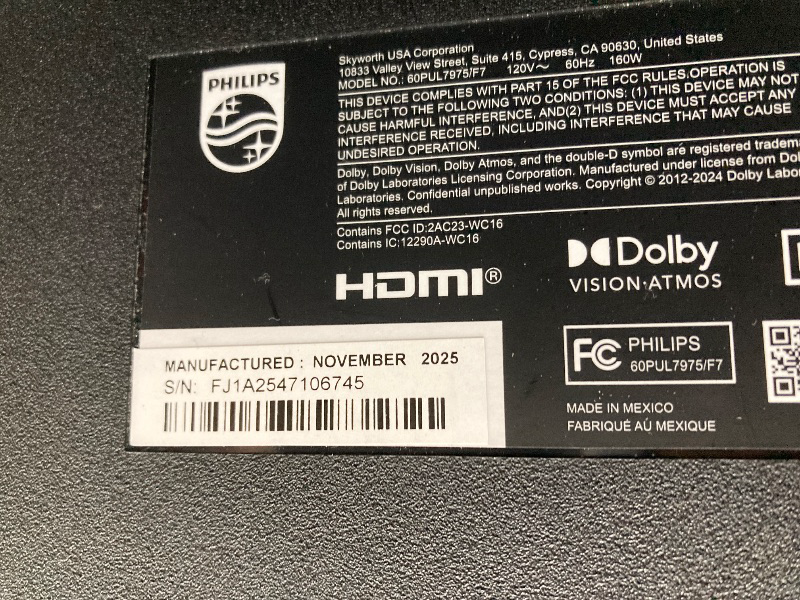 PHILIPS
Skyworth USA Corporation
10833 Valley View Street, Suite 415, Cypress, CA 90630, United States
MODEL NO.: 60PUL7975/F7 120V～ 60Hz 160W
THIS DEVICE COMPLIES WITH PART 15 OF THE FCC RULES.OPERATION IS
SUBJECT TO THE FOLLOWING TWO CONDITIONS: (1) THIS DEVICE MAY NOT
CAUSE HARMFUL INTERFERENCE, AND(2) THIS DEVICE MUST ACCEPT ANY
INTERFERENCE RECEIVED, INCLUDING INTERFERENCE THAT MAY CAUSE
UNDESIRED OPERATION.
Dolby, Dolby Vision, Dolby Atmos, and the double-D symbol are registered tradema
of Dolby Laboratories Licensing Corporation. Manufactured under license from Dol
Laboratories. Confidential unpublished works. Copyright © 2012-2024 Dolby Labor
All rights reserved.
Contains FCC ID:2AC23-WC16
Contains IC:12290A-WC16
HDMI®
Dolby
VISION·ATMOS
MANUFACTURED : NOVEMBER 2025
S/N: FJ1A2547106745
FC PHILIPS
60PUL7975/F7
MADE IN MEXICO
FABRIQUÉ AU MEXIQUE